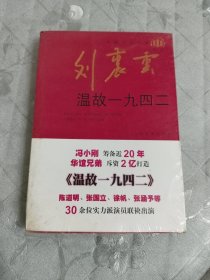 刘震云
温故一九四二
冯小刚 筹备近20年
华谊兄弟 斥资2亿打造
《温故一九四二》
陈道明、张国立、徐帆、张涵予等
30余位实力派演员联袂出演